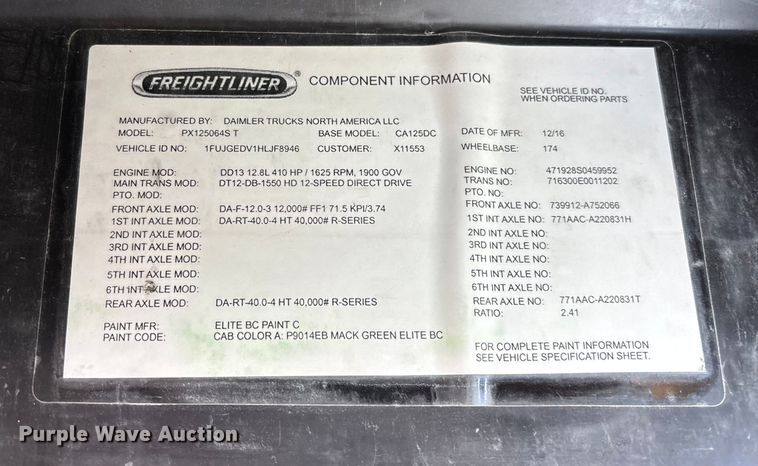 FREIGHTLINER ® COMPONENT INFORMATION
SEE VEHICLE ID NO.
WHEN ORDERING PARTS
MANUFACTURED BY: DAIMLER TRUCKS NORTH AMERICA LLC
MODEL: PX125064S T BASE MODEL: CA125DC DATE OF MFR: 12/16
VEHICLE ID NO: 1FUJGEDV1HLJF8946 CUSTOMER: X11553 WHEELBASE: 174
ENGINE MOD: DD13 12.8L 410 HP / 1625 RPM, 1900 GOV ENGINE NO: 471928S0459952
MAIN TRANS MOD: DT12-DB-1550 HD 12-SPEED DIRECT DRIVE TRANS NO: 716300E0011202
PTO. MOD: PTO. NO:
FRONT AXLE MOD: DA-F-12.0-3 12,000# FF1 71.5 KPI/3.74 FRONT AXLE NO: 739912-A752066
1ST INT AXLE MOD: DA-RT-40.0-4 HT 40,000# R-SERIES 1ST INT AXLE NO: 771AAC-A220831H
2ND INT AXLE MOD: 2ND INT AXLE NO:
3RD INT AXLE MOD: 3RD INT AXLE NO:
4TH INT AXLE MOD: 4TH INT AXLE NO:
5TH INT AXLE MOD: 5TH INT AXLE NO:
6TH INT AXLE MOD: 6TH INT AXLE NO:
REAR AXLE MOD: DA-RT-40.0-4 HT 40,000# R-SERIES REAR AXLE NO: 771AAC-A220831T
RATIO: 2.41
PAINT MFR: ELITE BC PAINT C
PAINT CODE: CAB COLOR A: P9014EB MACK GREEN ELITE BC
FOR COMPLETE PAINT INFORMATION
SEE VEHICLE SPECIFICATION SHEET.
Purple Wave Auction